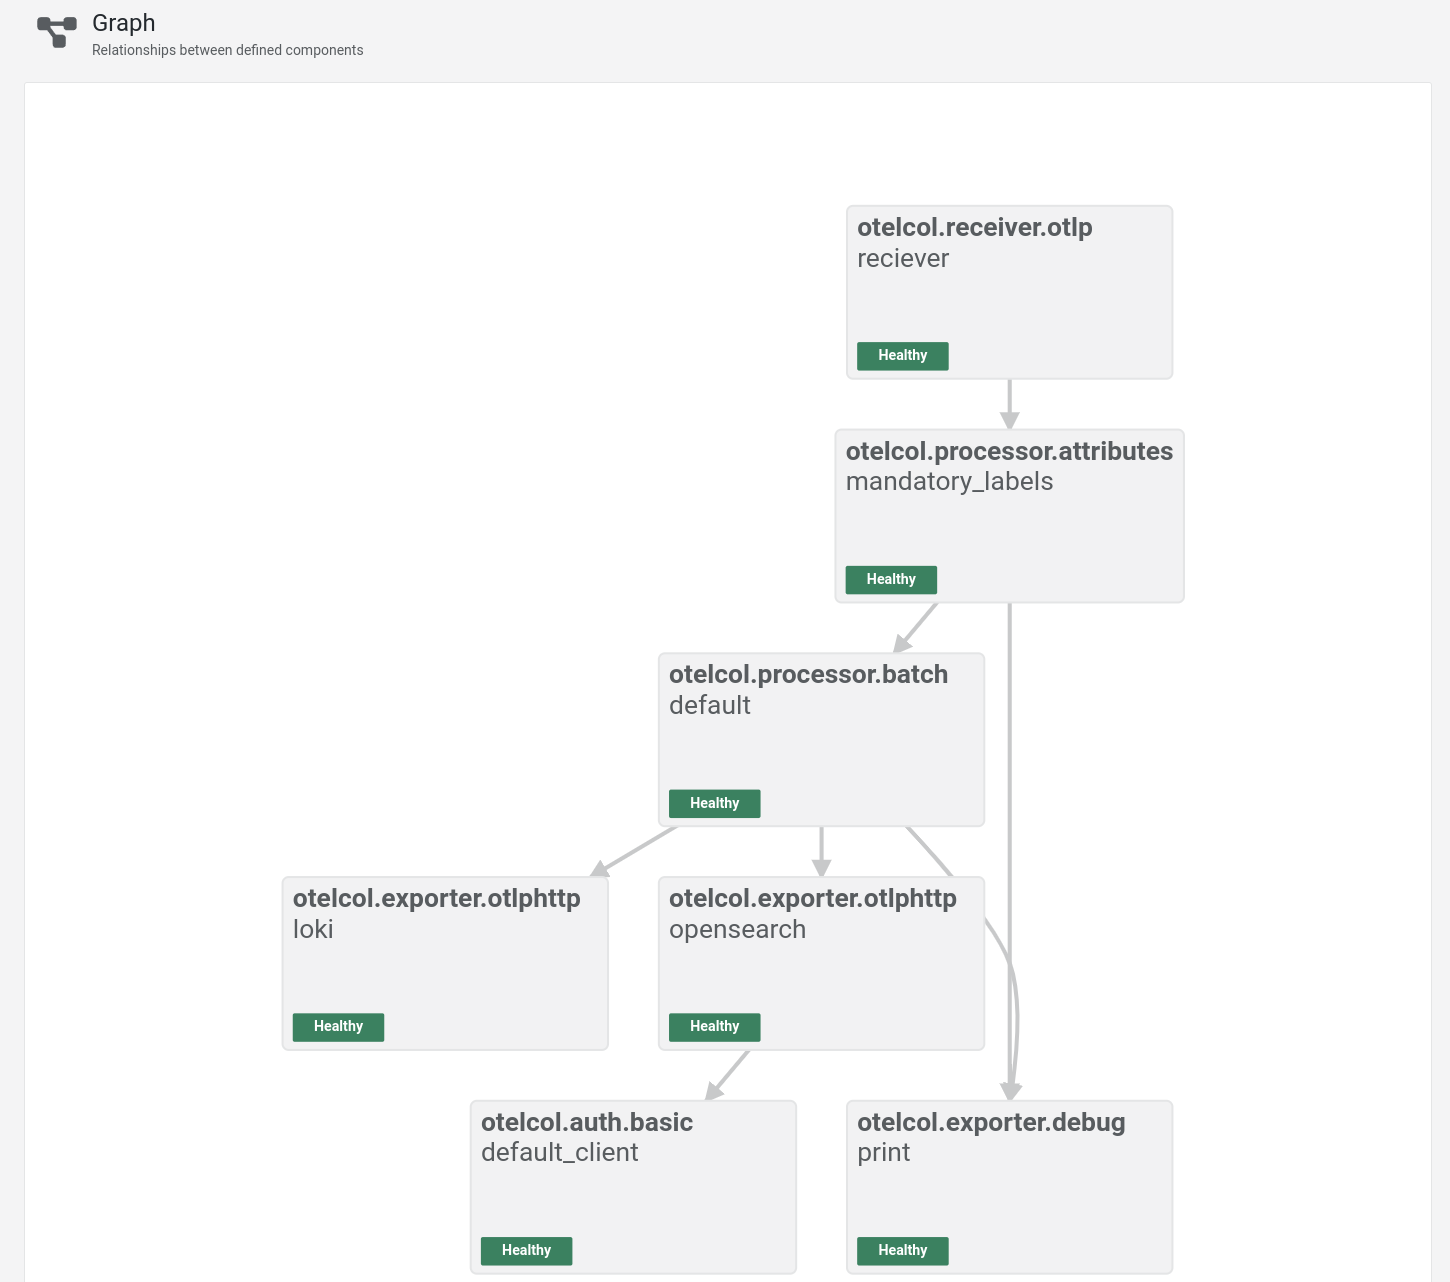 Graph
Relationships between defined components
otelcol.receiver.otlp
reciever
Healthy
otelcol.processor.attributes
mandatory_labels
Healthy
otelcol.processor.batch
default
Healthy
otelcol.exporter.otlphttp
loki
Healthy
otelcol.exporter.otlphttp
opensearch
Healthy
otelcol.auth.basic
default_client
Healthy
otelcol.exporter.debug
print
Healthy